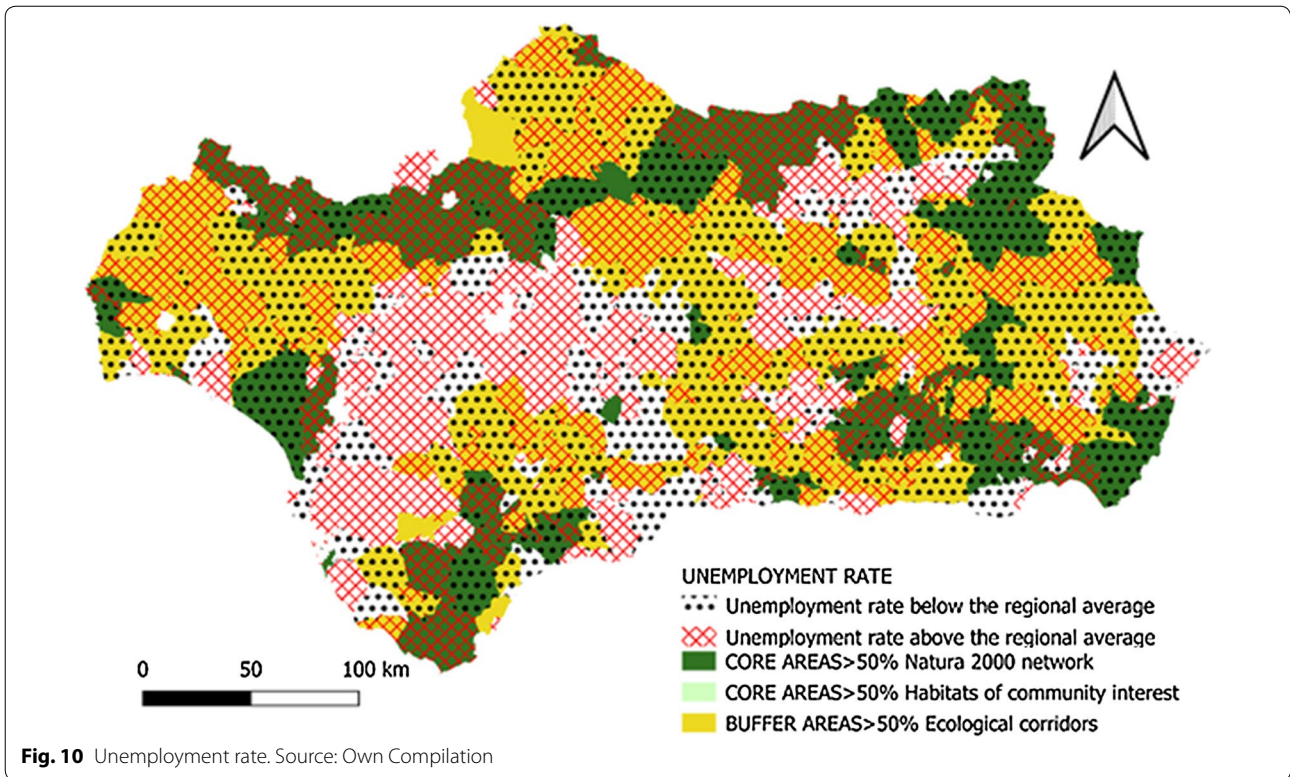 UNEMPLOYMENT RATE
Unemployment rate below the regional average
Unemployment rate above the regional average
CORE AREAS>50% Natura 2000 network
CORE AREAS>50% Habitats of community interest
BUFFER AREAS>50% Ecological corridors
0 50 100 km
Fig. 10 Unemployment rate. Source: Own Compilation